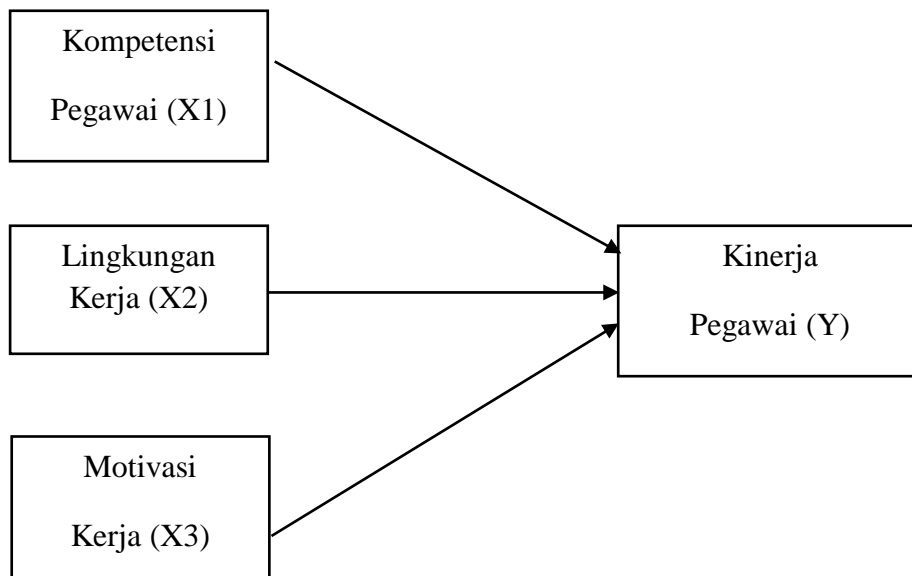 Kompetensi
Pegawai (X1)
Lingkungan
Kerja (X2)
Kinerja
Pegawai (Y)
Motivasi
Kerja (X3)